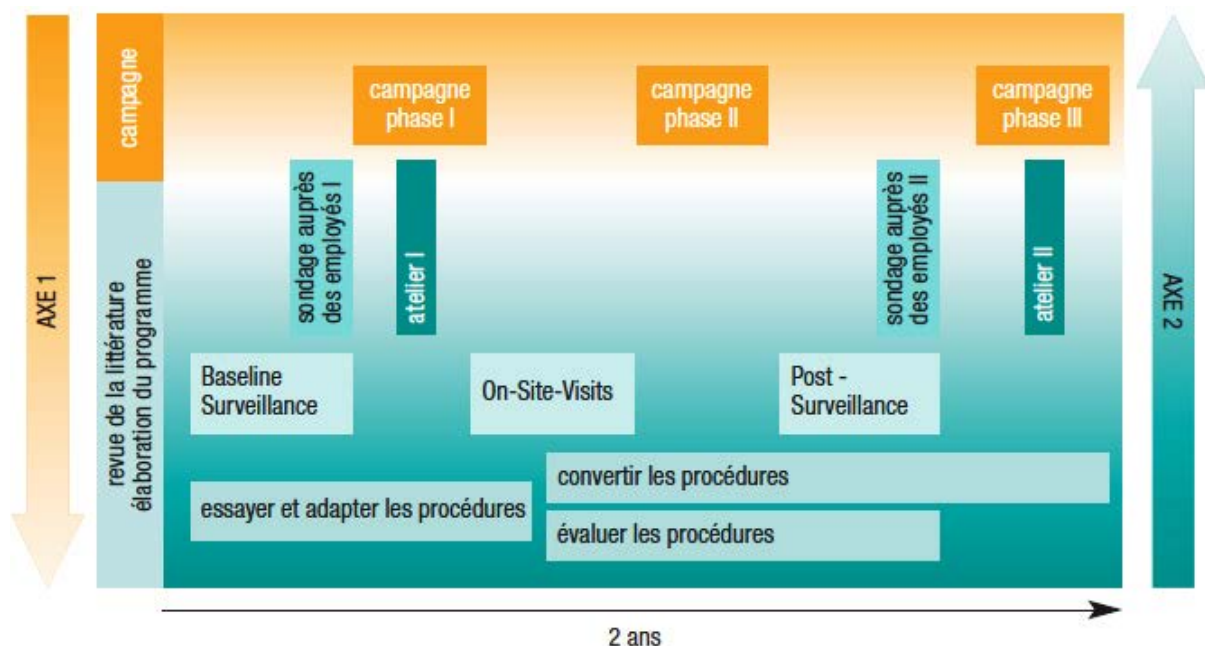 AXE 1
campagne
revue de la littérature
élaboration du programme
campagne
phase I
campagne
phase II
campagne
phase III
sondage auprès
des employés I
atelier I
sondage auprès
des employés II
atelier II
Baseline
Surveillance
On-Site-Visits
Post -
Surveillance
essayer et adapter les procédures
convertir les procédures
évaluer les procédures
AXE 2
2 ans